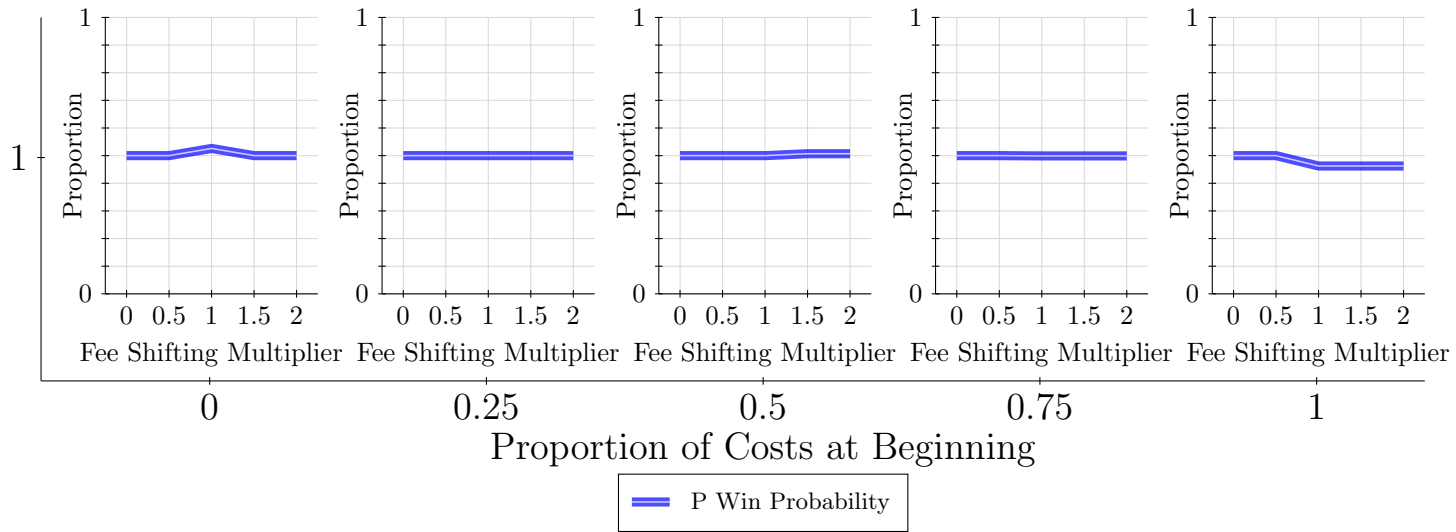 1 1 1 1 1
Proportion Proportion Proportion Proportion Proportion
1
0 0 0 0 0
0 0.5 1 1.5 2 0 0.5 1 1.5 2 0 0.5 1 1.5 2 0 0.5 1 1.5 2 0 0.5 1 1.5 2
Fee Shifting Multiplier Fee Shifting Multiplier Fee Shifting Multiplier Fee Shifting Multiplier Fee Shifting Multiplier
0 0.25 0.5 0.75 1
Proportion of Costs at Beginning
P Win Probability